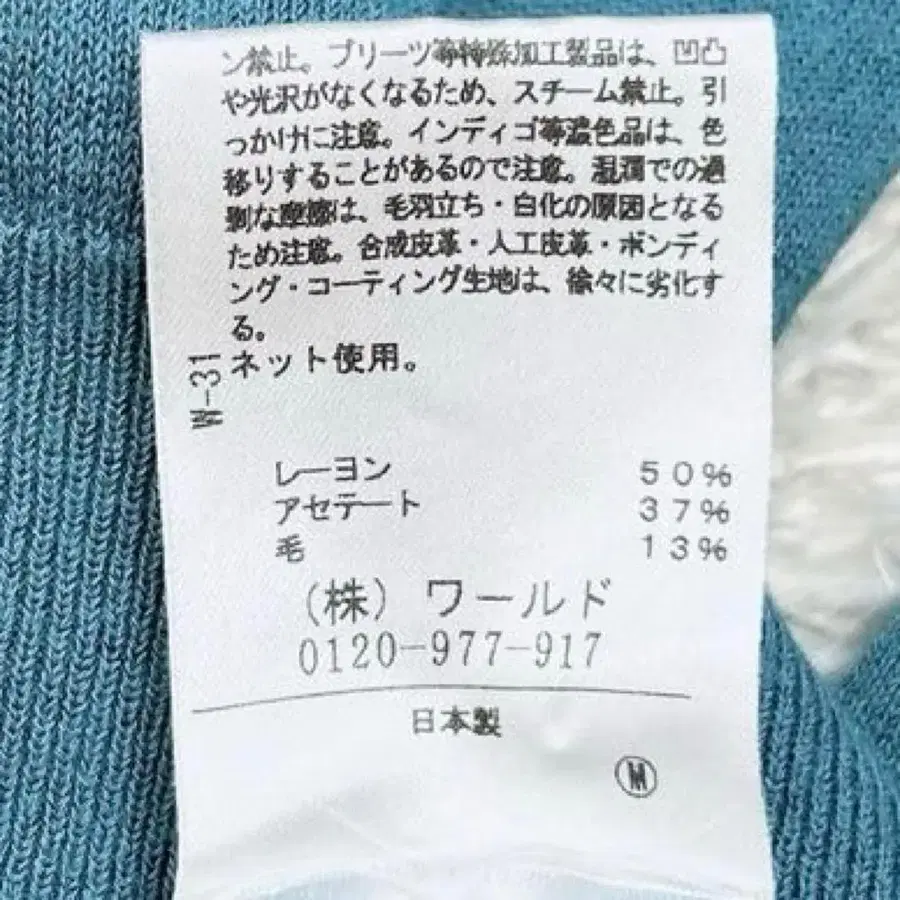 ン禁止。プリーツ等特殊加工製品は、凹凸
や光沢がなくなるため、スチーム禁止。引
っかけに注意。インディゴ等濃色品は、色
移りすることがあるので注意。湿潤での過
剰な摩擦は、毛羽立ち・白化の原因となる
ため注意。合成皮革・人工皮革・ボンディ
ング・コーティング生地は、徐々に劣化す
る。
ネット使用。
W-31
レーヨン 50%
アセテート 37%
毛 13%
(株) ワールド
0120-977-917
日本製
M